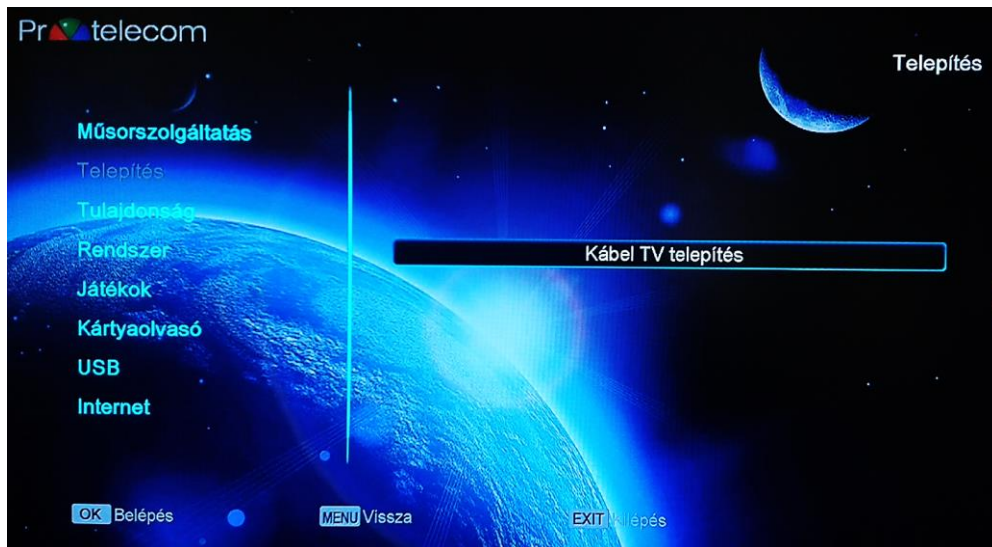 Pr telecom
Telepítés
Műsorszolgáltatás
Telepítés
Tulajdonság
Rendszer
Kábel TV telepítés
Játékok
Kártyaolvasó
USB
Internet
OK Belépés
MENU Vissza
EXIT Kilépés